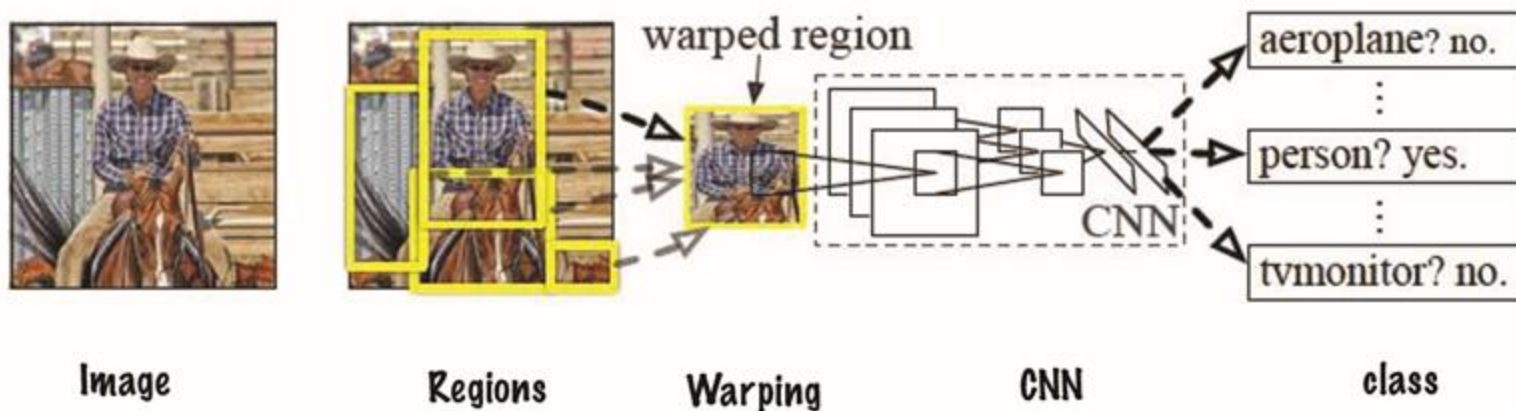 warped region
aeroplane? no.
person? yes.
CNN
tvmonitor? no.
Image
Regions
Warping
CNN
class